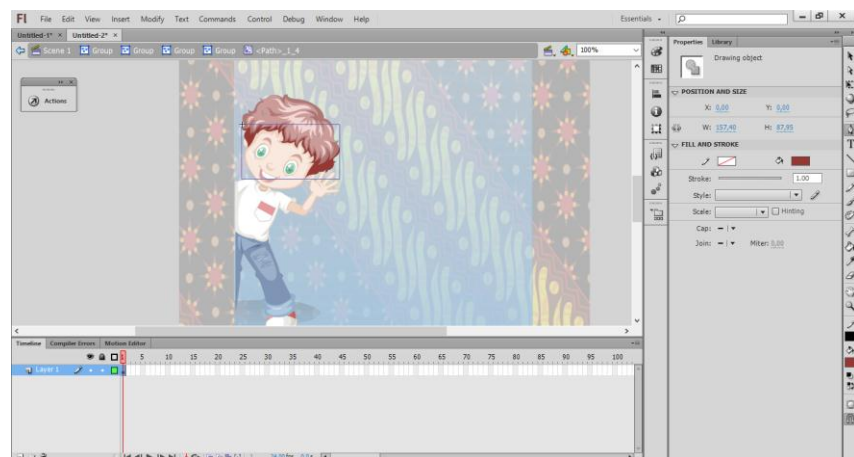 Fl File Edit View Insert Modify Text Commands Control Debug Window Help Essentials
Untitled-1* × Untitled-2* ×
Scene 1 Group Group Group Group <Path>_1_4 100%
Actions
Properties Library
Drawing object
POSITION AND SIZE
X: 0,00 Y: 0,00
W: 157,40 H: 87,95
FILL AND STROKE
Stroke: 1.00
Style:
Scale: Hinting
Cap:
Join: Miter: 3,00
Timeline Compiler Errors Motion Editor
1 5 10 15 20 25 30 35 40 45 50 55 60 65 70 75 80 85 90 95 100
Layer 1